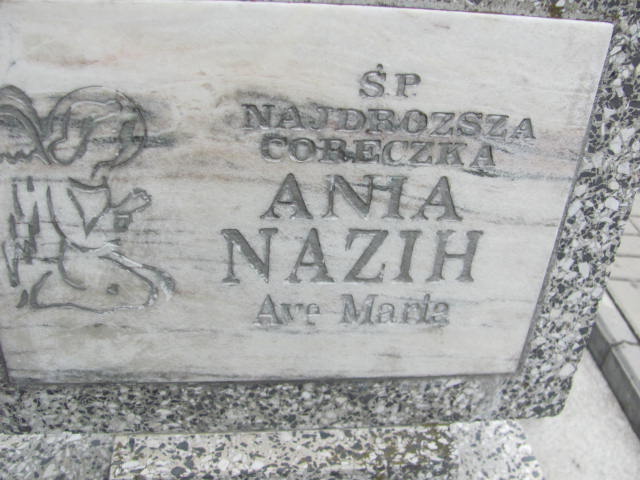 Ś.P.
NAJDROZSZA
CORECZKA
ANIA
NAZIH
Ave Maria